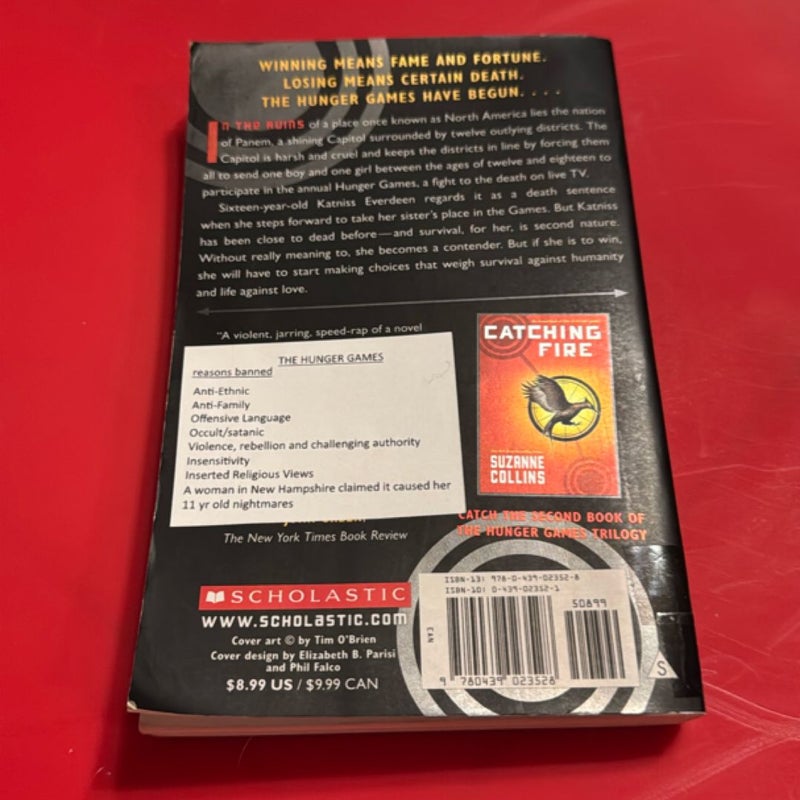 WINNING MEANS FAME AND FORTUNE.
LOSING MEANS CERTAIN DEATH.
THE HUNGER GAMES HAVE BEGUN. . . .
IN THE RUINS of a place once known as North America lies the nation
of Panem, a shining Capitol surrounded by twelve outlying districts. The
Capitol is harsh and cruel and keeps the districts in line by forcing them
all to send one boy and one girl between the ages of twelve and eighteen to
participate in the annual Hunger Games, a fight to the death on live TV.
Sixteen-year-old Katniss Everdeen regards it as a death sentence
when she steps forward to take her sister's place in the Games. But Katniss
has been close to dead before—and survival, for her, is second nature.
Without really meaning to, she becomes a contender. But if she is to win,
she will have to start making choices that weigh survival against humanity
and life against love.
"A violent, jarring, speed-rap of a novel
THE HUNGER GAMES
reasons banned
Anti-Ethnic
Anti-Family
Offensive Language
Occult/satanic
Violence, rebellion and challenging authority
Insensitivity
Inserted Religious Views
A woman in New Hampshire claimed it caused her
11 yr old nightmares
The New York Times Book Review
CATCHING
FIRE
SUZANNE
COLLINS
CATCH THE SECOND BOOK OF
THE HUNGER GAMES TRILOGY
SCHOLASTIC
WWW.SCHOLASTIC.COM
Cover art © by Tim O'Brien
Cover design by Elizabeth B. Parisi
and Phil Falco
$8.99 US / $9.99 CAN
ISBN-13: 978-0-439-02352-8
ISBN-10: 0-439-02352-1
50899
CAN
9 780439 023528
S